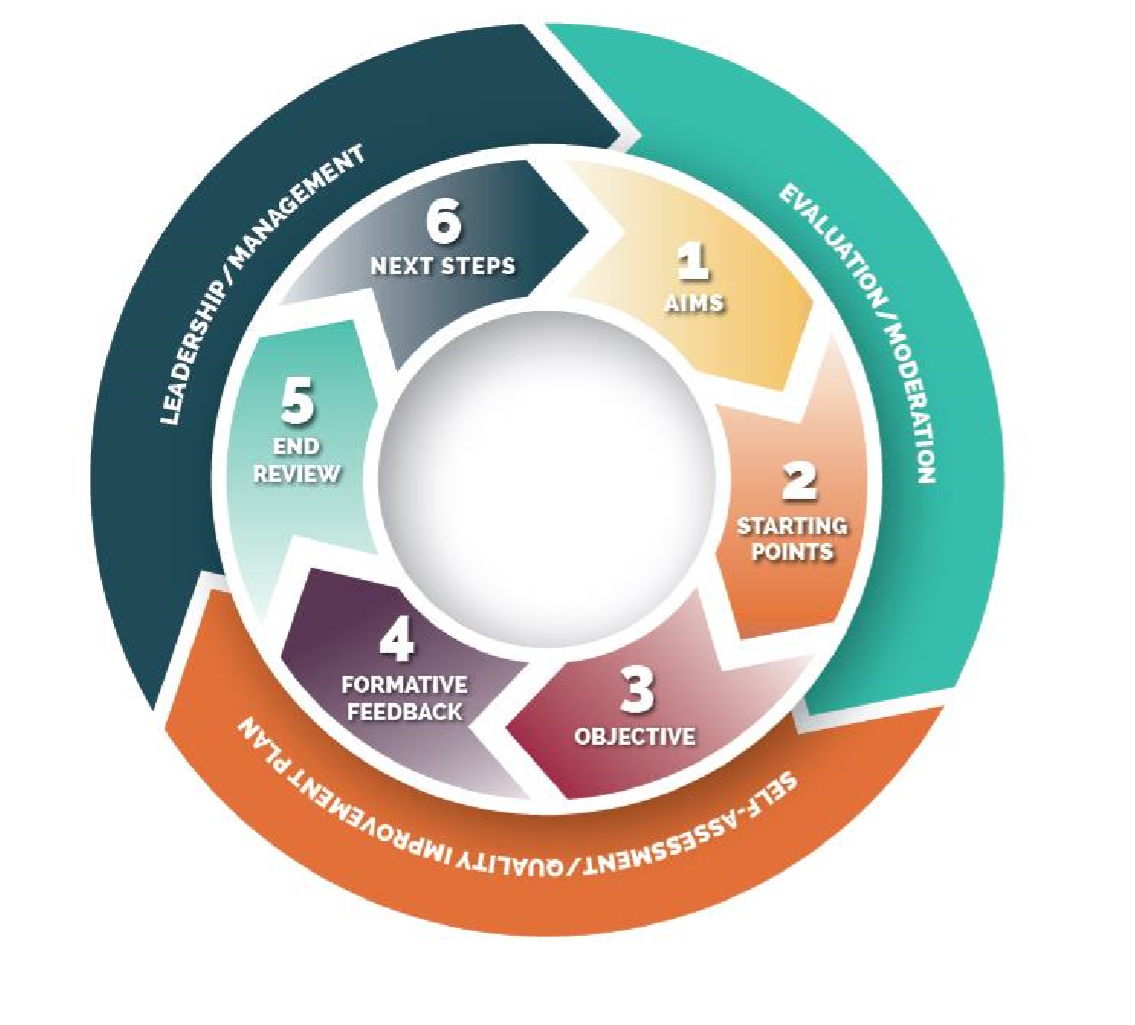 LEADERSHIP/MANAGEMENT
EVALUATION/MODERATION
SELF-ASSESSMENT/QUALITY IMPROVEMENT PLAN
1
AIMS
2
STARTING
POINTS
3
OBJECTIVE
4
FORMATIVE
FEEDBACK
5
END
REVIEW
6
NEXT STEPS